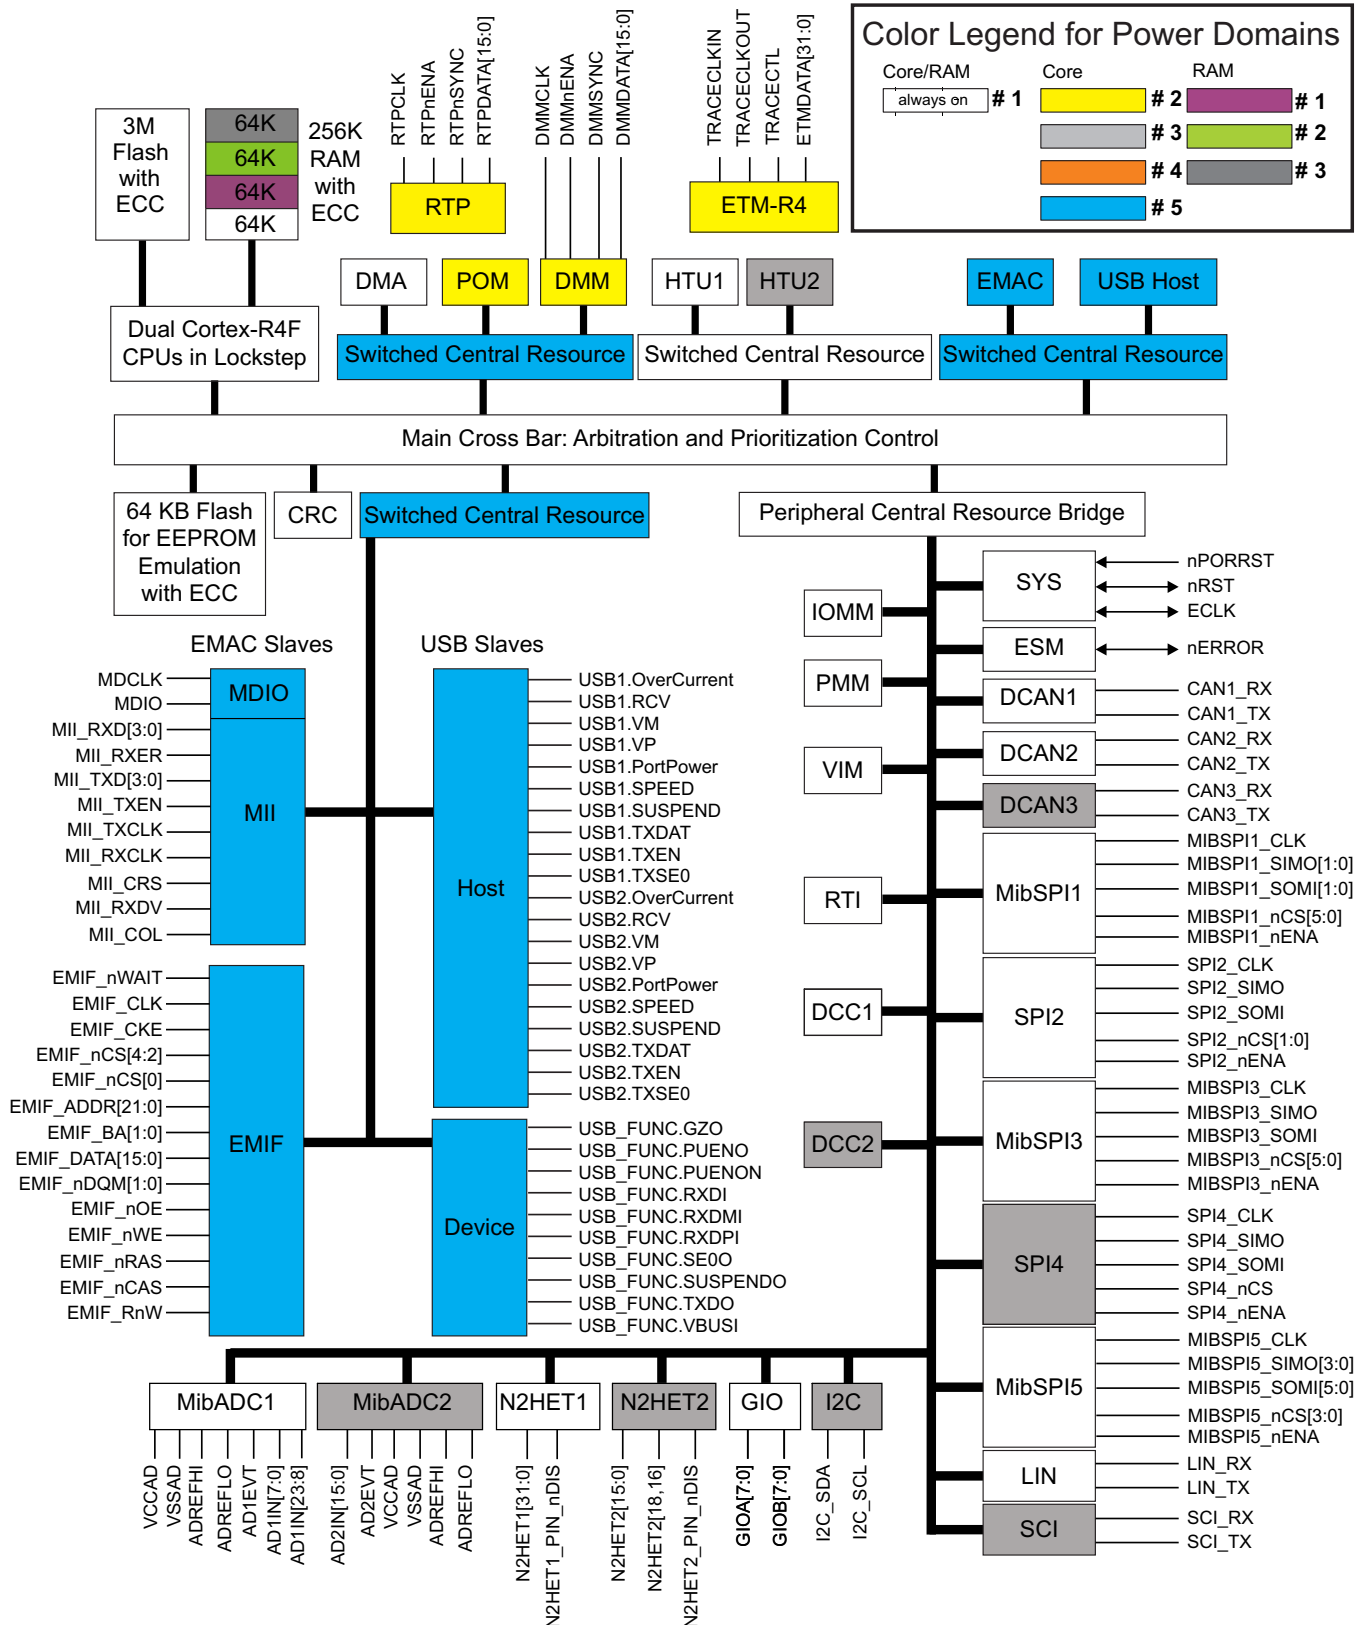 Color Legend for Power Domains
Core/RAM
Core
RAM
always on
# 1
# 2
# 1
# 3
# 2
# 4
# 3
# 5
3M
Flash
with
ECC
64K
64K
64K
64K
256K
RAM
with
ECC
RTPCLK
RTPnENA
RTPnSYNC
RTPDATA[15:0]
RTP
DMMCLK
DMMnENA
DMMSYNC
DMMDATA[15:0]
TRACECLKIN
TRACECLKOUT
TRACECTL
ETMDATA[31:0]
ETM-R4
DMA
POM
DMM
HTU1
HTU2
EMAC
USB Host
Dual Cortex-R4F
CPUs in Lockstep
Switched Central Resource
Switched Central Resource
Switched Central Resource
Main Cross Bar: Arbitration and Prioritization Control
64 KB Flash
for EEPROM
Emulation
with ECC
CRC
Switched Central Resource
Peripheral Central Resource Bridge
EMAC Slaves
USB Slaves
MDCLK
MDIO
MII_RXD[3:0]
MII_RXER
MII_TXD[3:0]
MII_TXEN
MII_TXCLK
MII_RXCLK
MII_CRS
MII_RXDV
MII_COL
MDIO
MII
EMIF_nWAIT
EMIF_CLK
EMIF_CKE
EMIF_nCS[4:2]
EMIF_nCS[0]
EMIF_ADDR[21:0]
EMIF_BA[1:0]
EMIF_DATA[15:0]
EMIF_nDQM[1:0]
EMIF_nOE
EMIF_nWE
EMIF_nRAS
EMIF_nCAS
EMIF_RnW
EMIF
Host
USB1.OverCurrent
USB1.RCV
USB1.VM
USB1.VP
USB1.PortPower
USB1.SPEED
USB1.SUSPEND
USB1.TXDAT
USB1.TXEN
USB1.TXSE0
USB2.OverCurrent
USB2.RCV
USB2.VM
USB2.VP
USB2.PortPower
USB2.SPEED
USB2.SUSPEND
USB2.TXDAT
USB2.TXEN
USB2.TXSE0
Device
USB_FUNC.GZO
USB_FUNC.PUENO
USB_FUNC.PUENON
USB_FUNC.RXDI
USB_FUNC.RXDMI
USB_FUNC.RXDPI
USB_FUNC.SE0O
USB_FUNC.SUSPENDO
USB_FUNC.TXDO
USB_FUNC.VBUSI
IOMM
PMM
VIM
RTI
DCC1
DCC2
SYS
nPORRST
nRST
ECLK
ESM
nERROR
DCAN1
CAN1_RX
CAN1_TX
DCAN2
CAN2_RX
CAN2_TX
DCAN3
CAN3_RX
CAN3_TX
MibSPI1
MIBSPI1_CLK
MIBSPI1_SIMO[1:0]
MIBSPI1_SOMI[1:0]
MIBSPI1_nCS[5:0]
MIBSPI1_nENA
SPI2
SPI2_CLK
SPI2_SIMO
SPI2_SOMI
SPI2_nCS[1:0]
SPI2_nENA
MibSPI3
MIBSPI3_CLK
MIBSPI3_SIMO
MIBSPI3_SOMI
MIBSPI3_nCS[5:0]
MIBSPI3_nENA
SPI4
SPI4_CLK
SPI4_SIMO
SPI4_SOMI
SPI4_nCS
SPI4_nENA
MibSPI5
MIBSPI5_CLK
MIBSPI5_SIMO[3:0]
MIBSPI5_SOMI[5:0]
MIBSPI5_nCS[3:0]
MIBSPI5_nENA
LIN
LIN_RX
LIN_TX
SCI
SCI_RX
SCI_TX
MibADC1
MibADC2
N2HET1
N2HET2
GIO
I2C
VCCAD
VSSAD
ADREFHI
ADREFLO
AD1EVT
AD1IN[7:0]
AD1IN[23:8]
AD2IN[15:0]
AD2EVT
VCCAD
VSSAD
ADREFHI
ADREFLO
N2HET1[31:0]
N2HET1_PIN_nDIS
N2HET2[15:0]
N2HET2[18,16]
N2HET2_PIN_nDIS
GIOA[7:0]
GIOB[7:0]
I2C_SDA
I2C_SCL